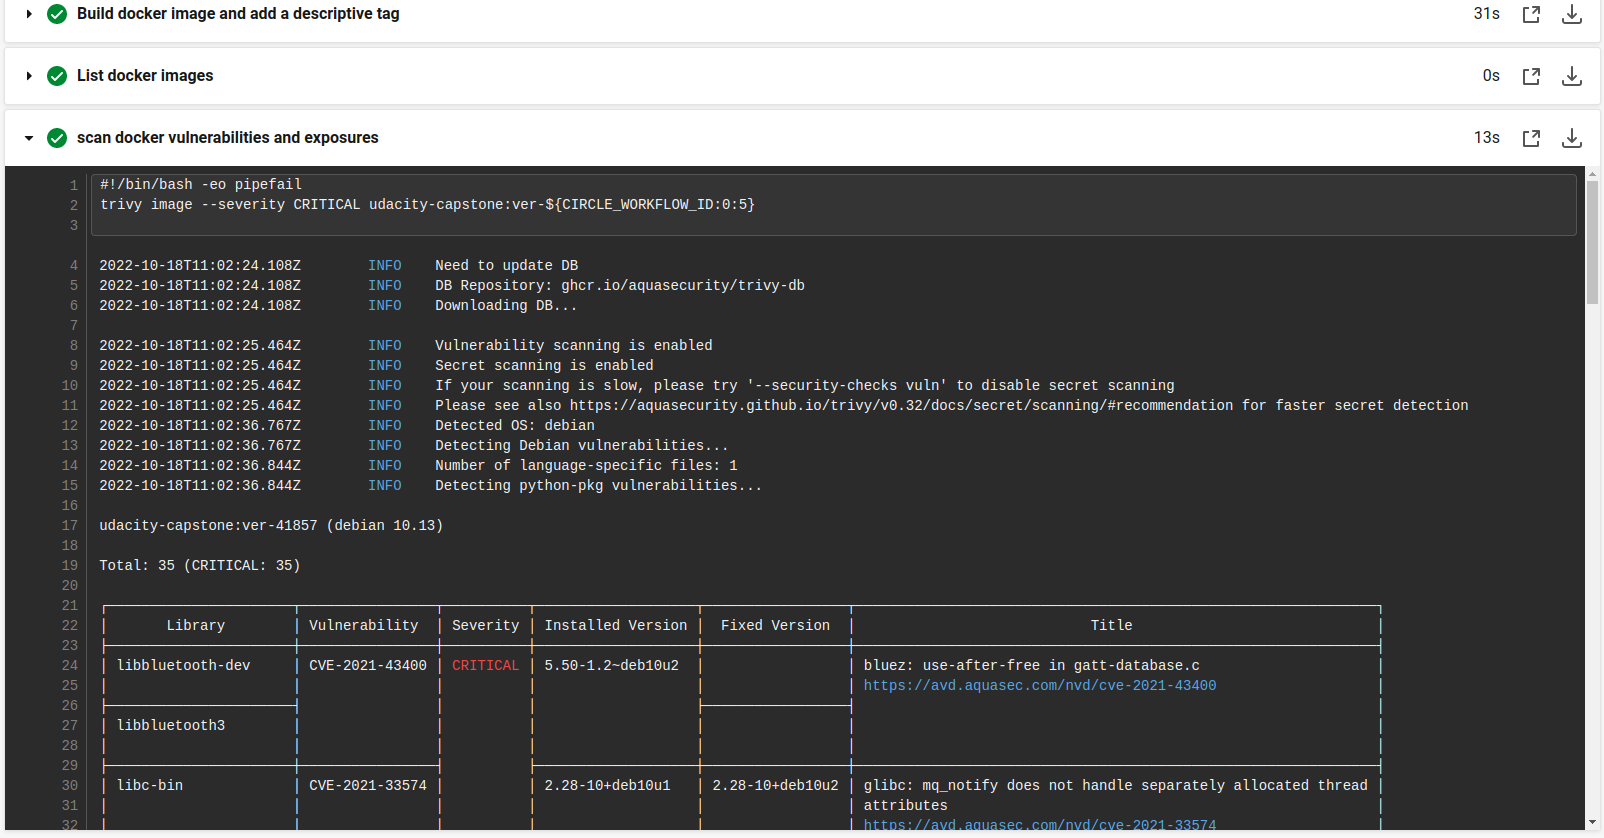 Build docker image and add a descriptive tag 31s
List docker images 0s
scan docker vulnerabilities and exposures 13s
1 #!/bin/bash -eo pipefail
2 trivy image --severity CRITICAL udacity-capstone:ver-${CIRCLE_WORKFLOW_ID:0:5}
3
4 2022-10-18T11:02:24.108Z INFO Need to update DB
5 2022-10-18T11:02:24.108Z INFO DB Repository: ghcr.io/aquasecurity/trivy-db
6 2022-10-18T11:02:24.108Z INFO Downloading DB...
7
8 2022-10-18T11:02:25.464Z INFO Vulnerability scanning is enabled
9 2022-10-18T11:02:25.464Z INFO Secret scanning is enabled
10 2022-10-18T11:02:25.464Z INFO If your scanning is slow, please try '--security-checks vuln' to disable secret scanning
11 2022-10-18T11:02:25.464Z INFO Please see also https://aquasecurity.github.io/trivy/v0.32/docs/secret/scanning/#recommendation for faster secret detection
12 2022-10-18T11:02:36.767Z INFO Detected OS: debian
13 2022-10-18T11:02:36.767Z INFO Detecting Debian vulnerabilities...
14 2022-10-18T11:02:36.844Z INFO Number of language-specific files: 1
15 2022-10-18T11:02:36.844Z INFO Detecting python-pkg vulnerabilities...
16
17 udacity-capstone:ver-41857 (debian 10.13)
18
19 Total: 35 (CRITICAL: 35)
20
21
22 Library Vulnerability Severity Installed Version Fixed Version Title
23
24 libbluetooth-dev CVE-2021-43400 CRITICAL 5.50-1.2~deb10u2 bluez: use-after-free in gatt-database.c
25 https://avd.aquasec.com/nvd/cve-2021-43400
26
27 libbluetooth3
28
29
30 libc-bin CVE-2021-33574 2.28-10+deb10u1 2.28-10+deb10u2 glibc: mq_notify does not handle separately allocated thread
31 attributes
32 https://avd.aquasec.com/nvd/cve-2021-33574